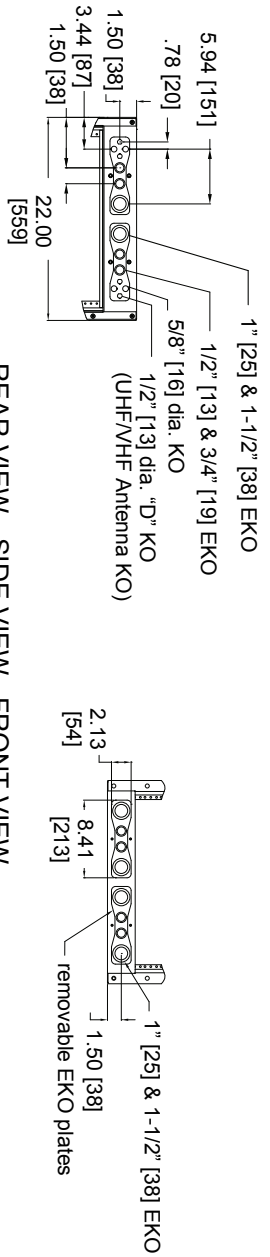 5.94 [151]
.78 [20]
1.50 [38]
3.44 [87]
1.50 [38]
22.00
[559]
1" [25] & 1-1/2" [38] EKO
1/2" [13] & 3/4" [19] EKO
5/8" [16] dia. KO
1/2" [13] dia. "D" KO
(UHF/VHF Antenna KO)
2.13
[54]
8.41
[213]
1" [25] & 1-1/2" [38] EKO
1.50 [38]
removable EKO plates
REAR VIEW SIDE VIEW FRONT VIEW